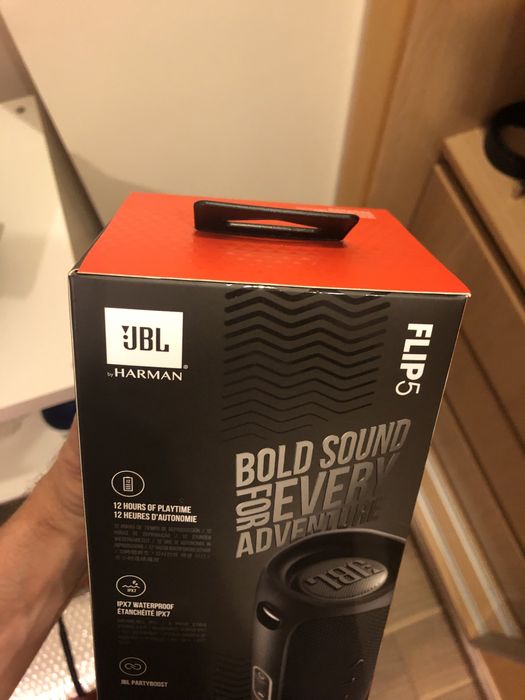 JBL
by HARMAN®
FLIP5
BOLD SOUND
FOR EVERY
ADVENTURE
12 HOURS OF PLAYTIME
12 HEURES D'AUTONOMIE
IPX7
IPX7 WATERPROOF
ÉTANCHÉITÉ IPX7
JBL PARTYBOOST
JBL